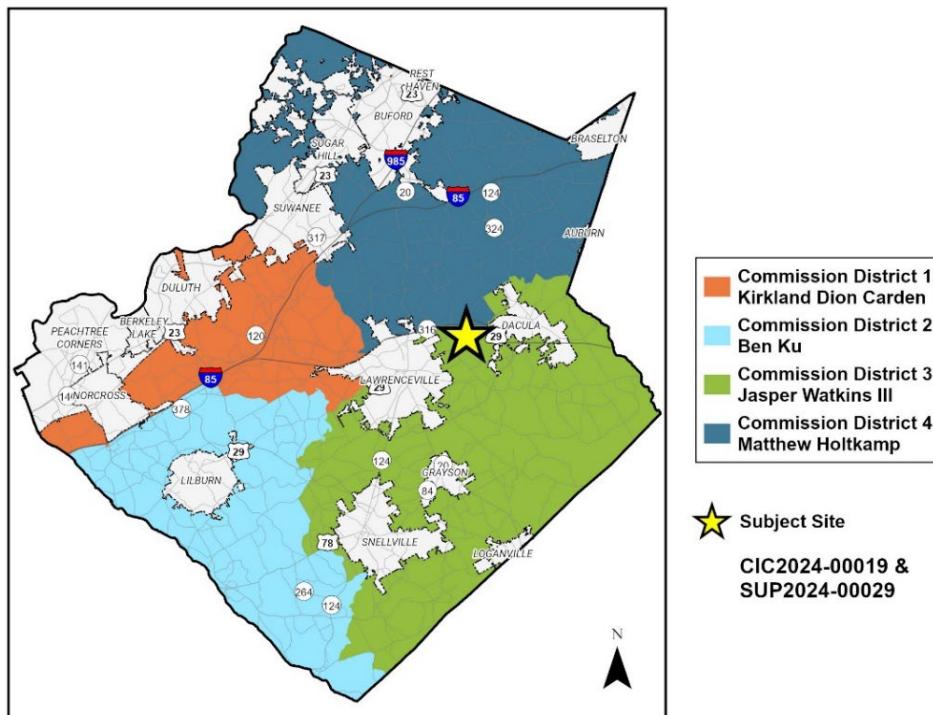 REST
HAVEN
23
BUFORD
BRASELTON
SUGAR
HILL
985
23
20
85
124
SUWANEE
324
317
AUBURN
DULUTH
BERKELEY
LAKE
23
PEACHTREE
CORNERS
120
316
29
DACULA
141
LAWRENCEVILLE
29
14
NORCROSS
85
378
29
LILBURN
124
20
GRAYSON
84
78
SNELLVILLE
LOGANVILLE
264
124
N
Commission District 1
Kirkland Dion Carden
Commission District 2
Ben Ku
Commission District 3
Jasper Watkins III
Commission District 4
Matthew Holtkamp
Subject Site
CIC2024-00019 &
SUP2024-00029